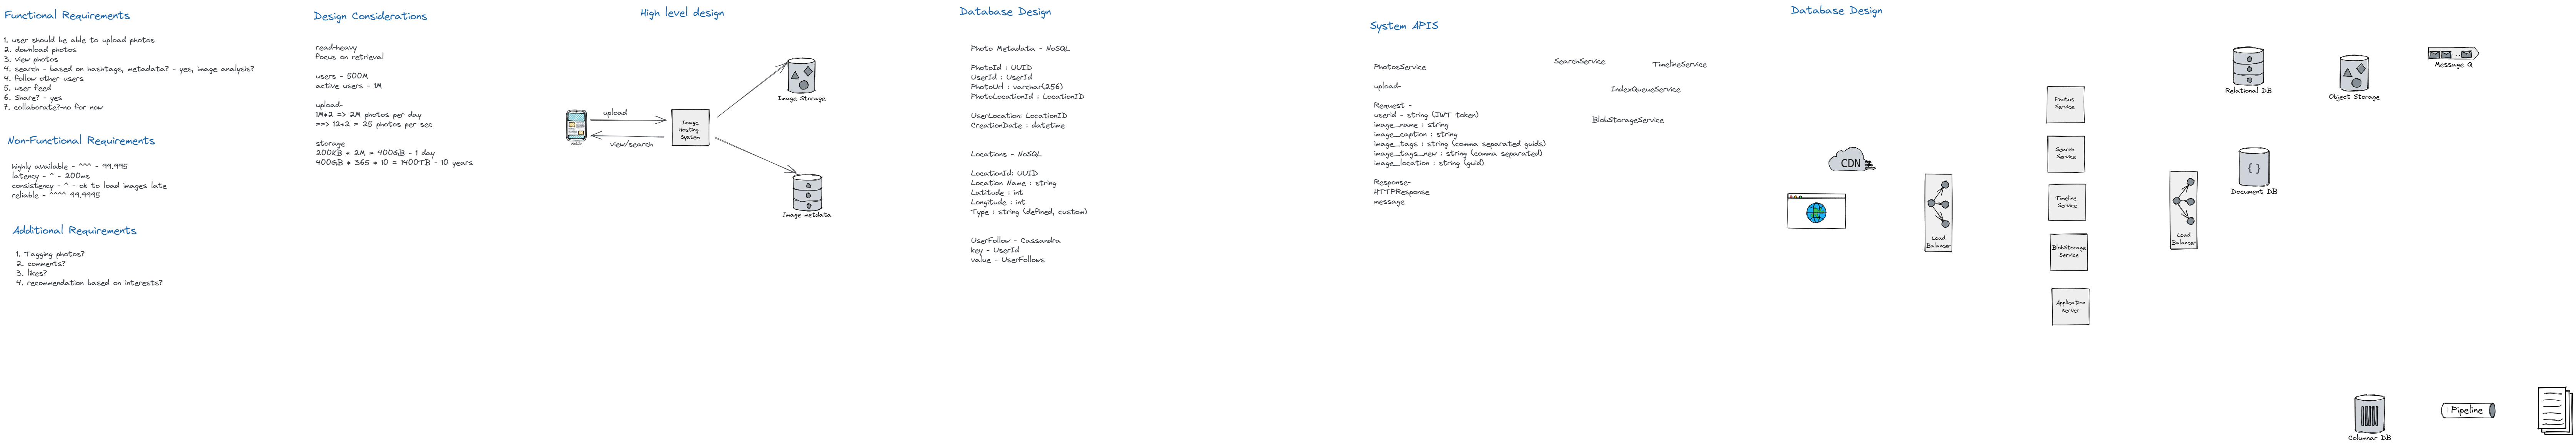 Functional Requirements
1. user should be able to upload photos
2. download photos
3. view photos
4. search - based on hashtags, metadata? - yes, image analysis?
4. follow other users
5. user feed
6. Share? - yes
7. collaborate?-no for now
Non-Functional Requirements
highly available - ^^^ - 99.995
latency - ^ - 200ms
consistency - ^ - ok to load images late
reliable - ^^^^ 99.9995
Additional Requirements
1. Tagging photos?
2. comments?
3. likes?
4. recommendation based on interests?
Design Considerations
read-heavy
focus on retrieval
users - 500M
active users - 1M
upload-
1M*2 => 2M photos per day
==> 12*2 = 25 photos per sec
storage
200KB * 2M = 400GB - 1 day
400GB * 365 * 10 = 1400TB - 10 years
High level design
upload
view/search
Mobile
Image
Hosting
System
Image Storage
Image metdata
Database Design
Photo Metadata - NoSQL
PhotoId : UUID
UserId : UserId
PhotoUrl : varchar(256)
PhotoLocationId : LocationID
UserLocation: LocationID
CreationDate : datetime
Locations - NoSQL
LocationId: UUID
Location Name : string
Latitude : int
Longitude : int
Type : string (defined, custom)
UserFollow - Cassandra
key - UserId
value - UserFollows
System APIS
PhotosService
upload-
Request -
userid - string (JWT token)
image_name : string
image_caption : string
image_tags : string (comma separated guids)
image_tags_new : string (comma separated)
image_location : string (guid)
Response-
HTTPResponse
message
SearchService
TimelineService
IndexQueueService
BlobStorageService
Database Design
CDN
Load
Balancer
Photos
Service
Search
Service
Timeline
Service
BlobStorage
Service
Application
server
Load
Balancer
Relational DB
Object Storage
Message Q
{ }
Document DB
Columnar DB
Pipeline